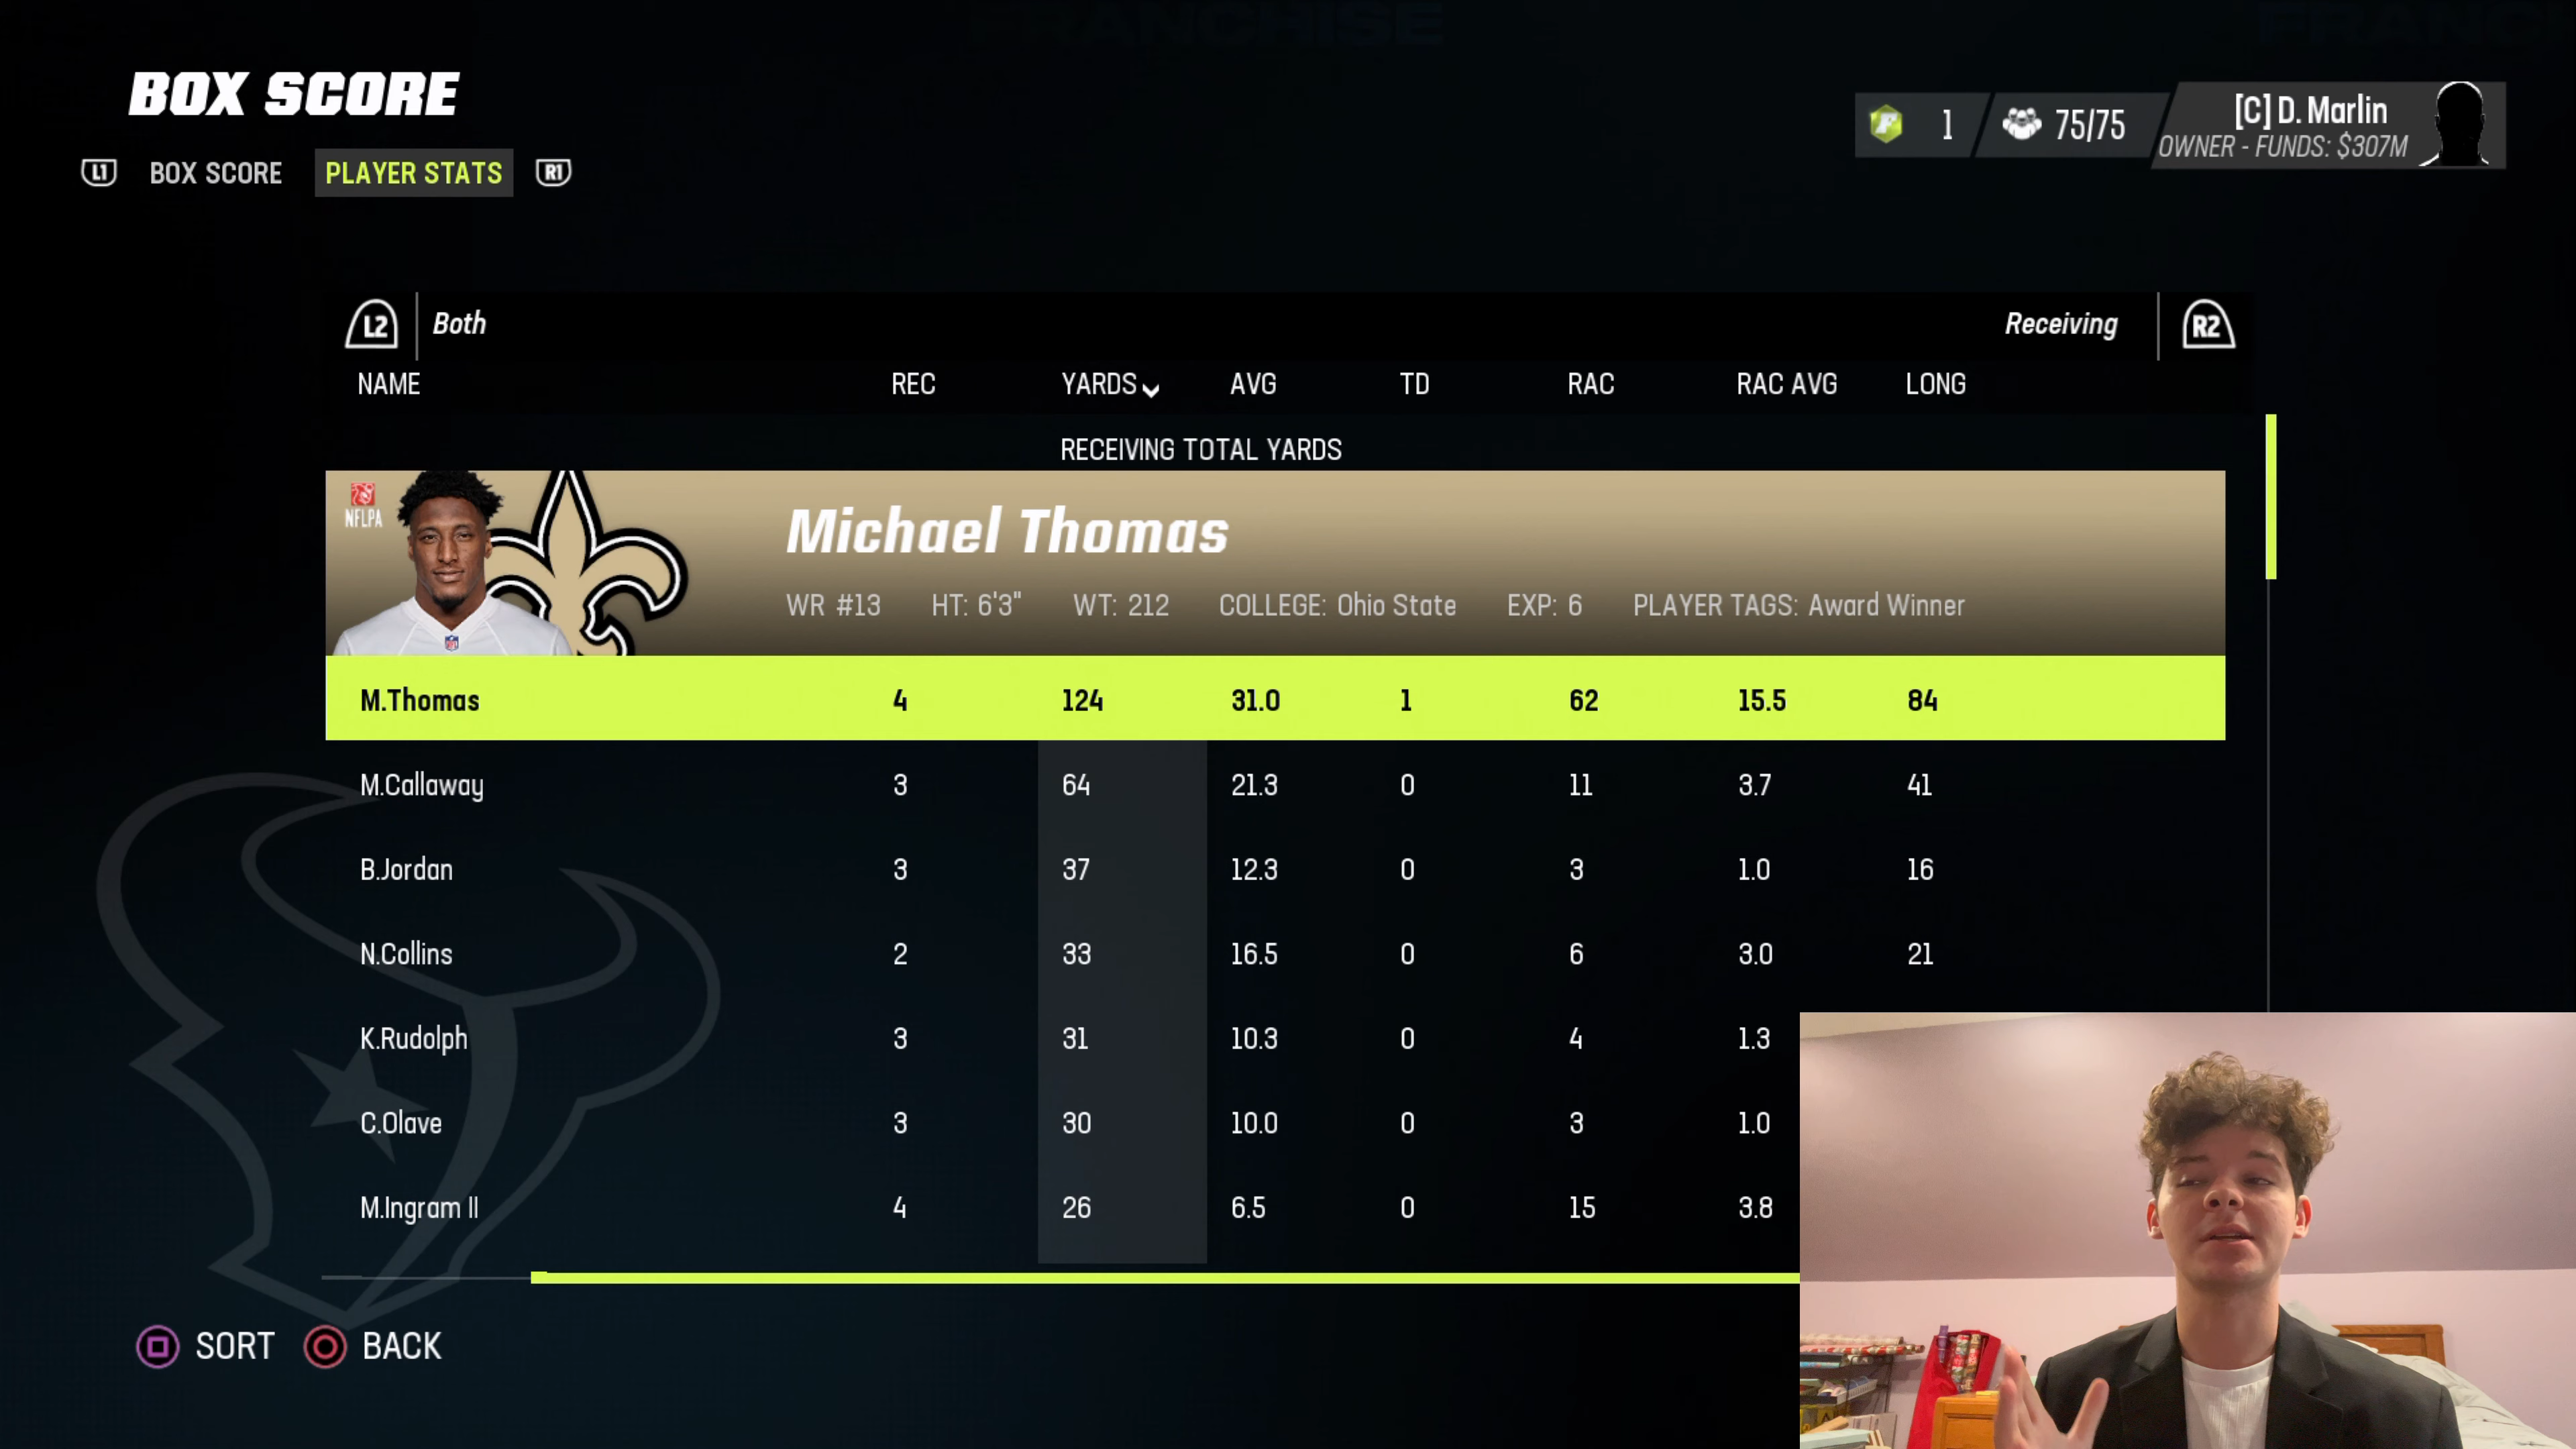 FRANCHISE
BOX SCORE
L1 BOX SCORE PLAYER STATS R1
1 75/75 [C] D. Marlin
OWNER - FUNDS: $307M
L2 Both Receiving R2
NAME REC YARDS AVG TD RAC RAC AVG LONG
RECEIVING TOTAL YARDS
NFLPA
Michael Thomas
WR #13 HT: 6'3" WT: 212 COLLEGE: Ohio State EXP: 6 PLAYER TAGS: Award Winner
M.Thomas 4 124 31.0 1 62 15.5 84
M.Callaway 3 64 21.3 0 11 3.7 41
B.Jordan 3 37 12.3 0 3 1.0 16
N.Collins 2 33 16.5 0 6 3.0 21
K.Rudolph 3 31 10.3 0 4 1.3
C.Olave 3 30 10.0 0 3 1.0
M.Ingram II 4 26 6.5 0 15 3.8
SORT BACK